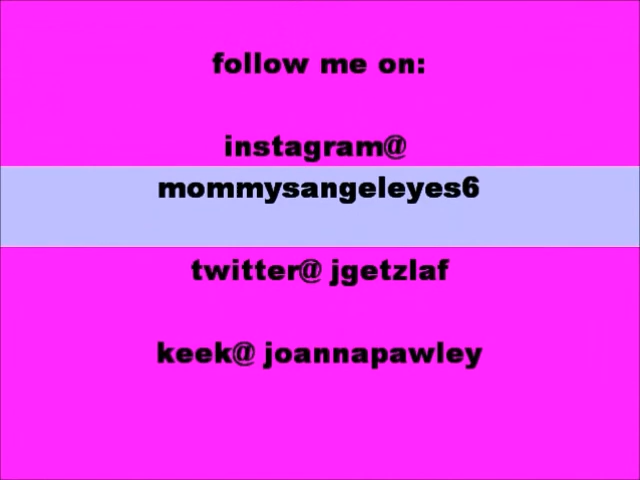 follow me on:
instagram@
mommysangeleyes6
twitter@ jgetzlaf
keek@ joannapawley